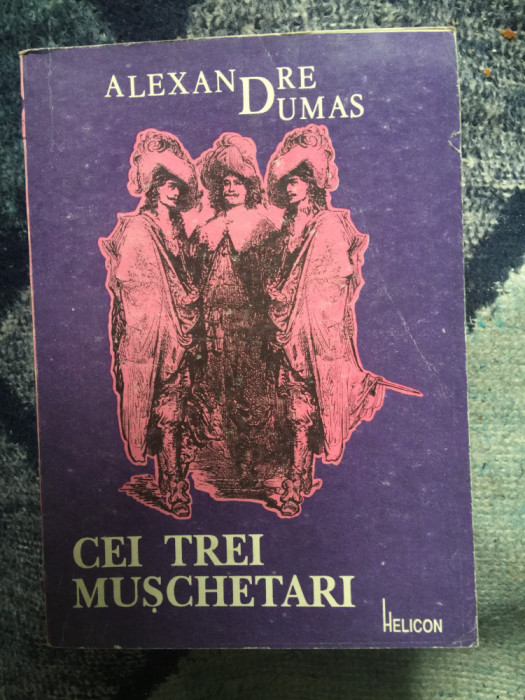 ALEXANDRE
DUMAS
CEI TREI
MUȘCHETARI
HELICON